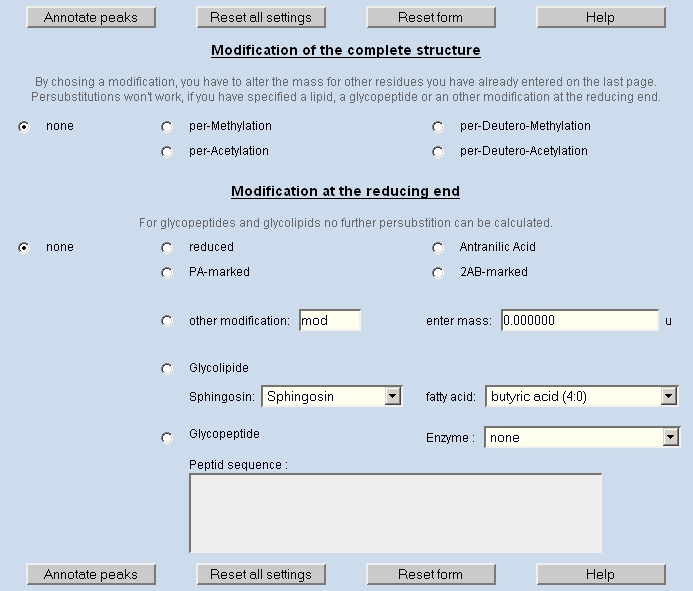 Annotate peaks Reset all settings Reset form Help
Modification of the complete structure
By chosing a modification, you have to alter the mass for other residues you have already entered on the last page.
Persubstitutions won't work, if you have specified a lipid, a glycopeptide or an other modification at the reducing end.
none per-Methylation per-Deutero-Methylation
per-Acetylation per-Deutero-Acetylation
Modification at the reducing end
For glycopeptides and glycolipids no further persubstition can be calculated.
none reduced Antranilic Acid
PA-marked 2AB-marked
other modification: mod enter mass: 0.000000 u
Glycolipide
Sphingosin: Sphingosin fatty acid: butyric acid (4:0)
Glycopeptide Enzyme : none
Peptid sequence :
Annotate peaks Reset all settings Reset form Help